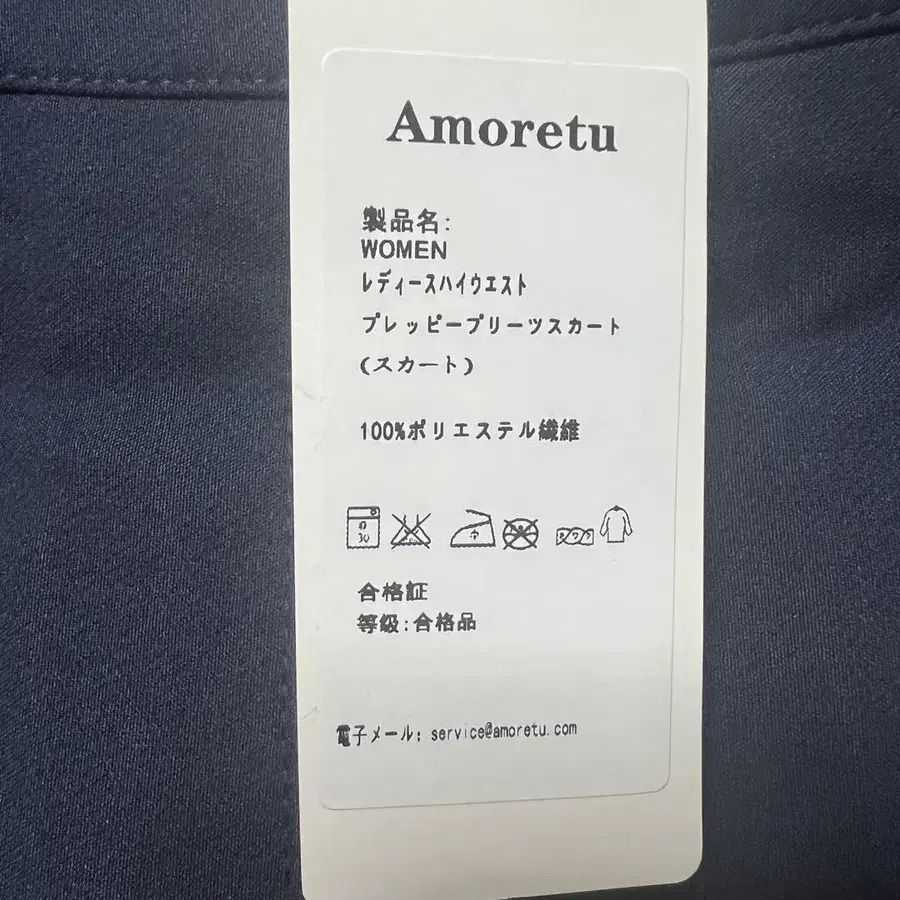 Amoretu
製品名:
WOMEN
レディースハイウエスト
プレッピープリーツスカート
(スカート)
100%ポリエステル繊維
合格証
等級:合格品
電子メール: service@amoretu.com